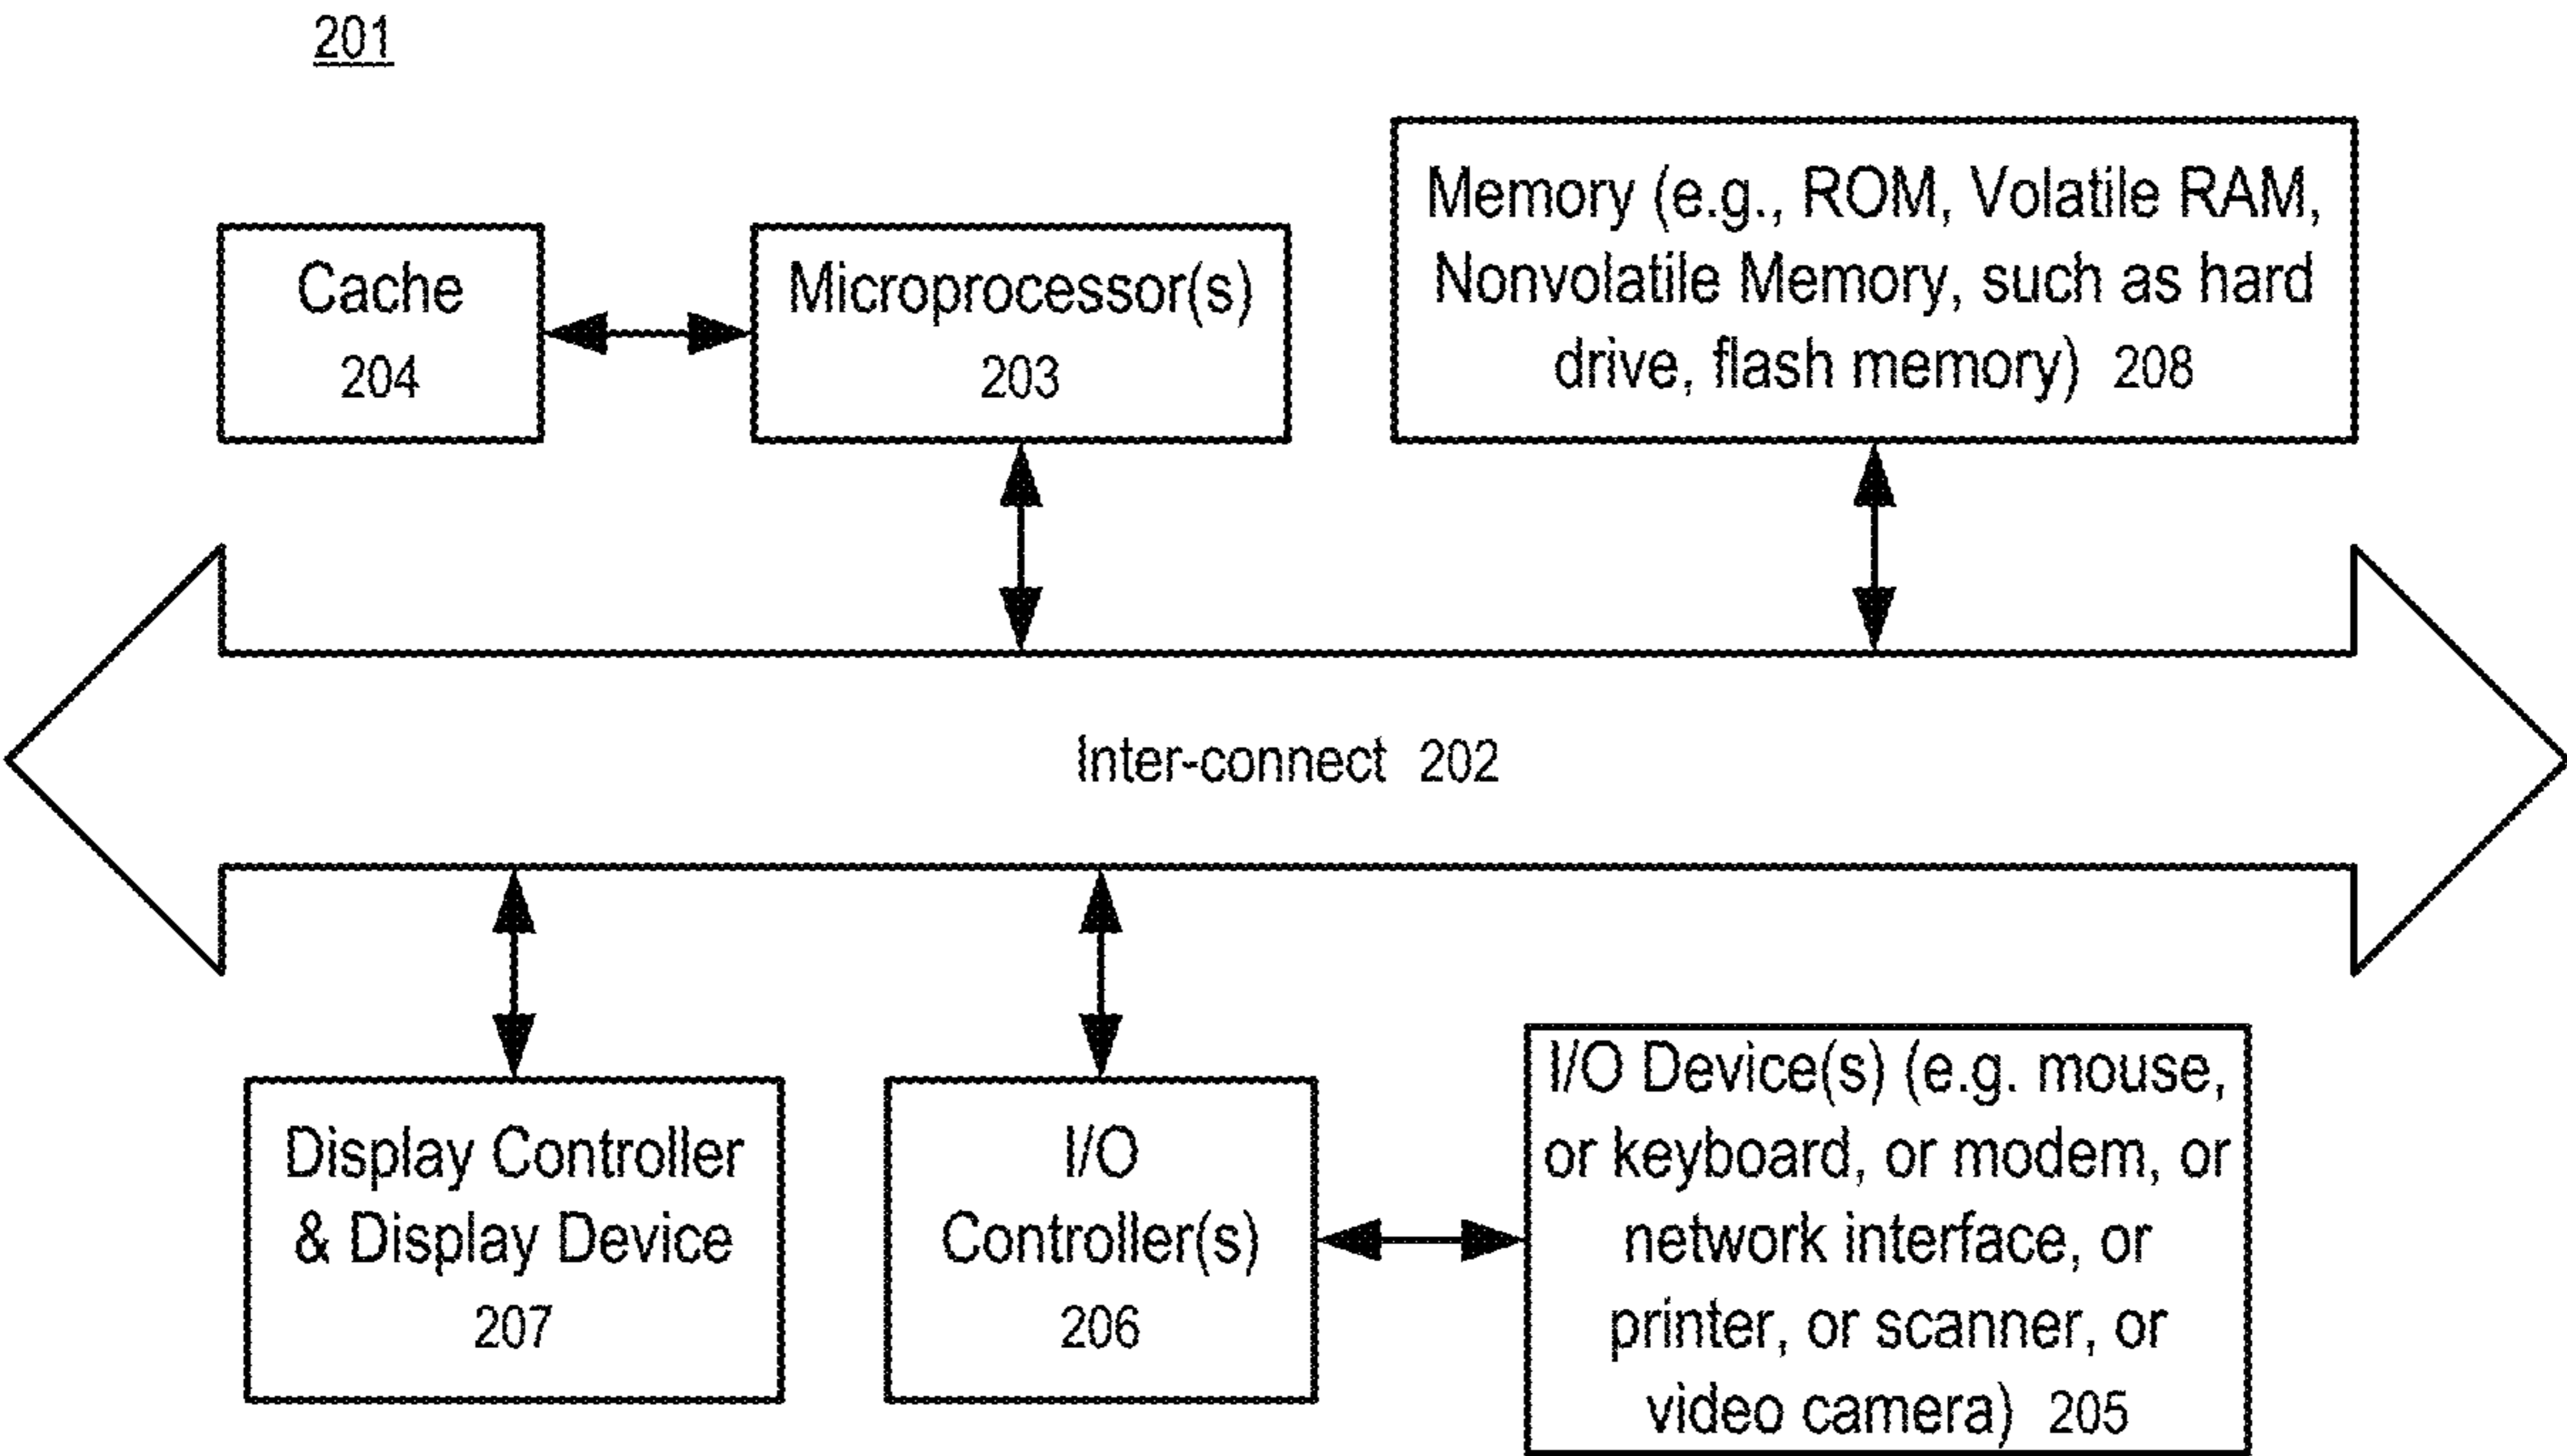 201
Cache
204
Microprocessor(s)
203
Memory (e.g., ROM, Volatile RAM,
Nonvolatile Memory, such as hard
drive, flash memory) 208
Inter-connect 202
Display Controller
& Display Device
207
I/O
Controller(s)
206
I/O Device(s) (e.g. mouse,
or keyboard, or modem, or
network interface, or
printer, or scanner, or
video camera) 205